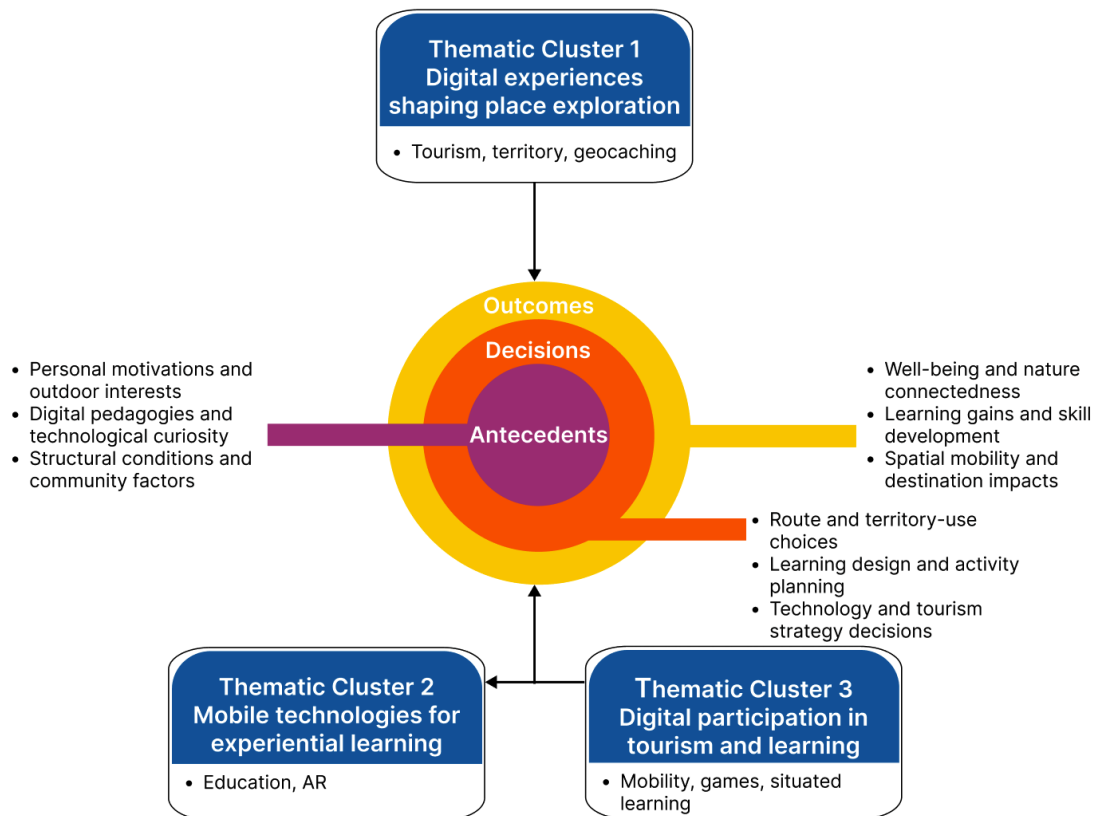 Thematic Cluster 1
Digital experiences
shaping place exploration
• Tourism, territory, geocaching
Outcomes
Decisions
Antecedents
• Personal motivations and
outdoor interests
• Digital pedagogies and
technological curiosity
• Structural conditions and
community factors
• Well-being and nature
connectedness
• Learning gains and skill
development
• Spatial mobility and
destination impacts
• Route and territory-use
choices
• Learning design and activity
planning
• Technology and tourism
strategy decisions
Thematic Cluster 2
Mobile technologies for
experiential learning
• Education, AR
Thematic Cluster 3
Digital participation in
tourism and learning
• Mobility, games, situated
learning